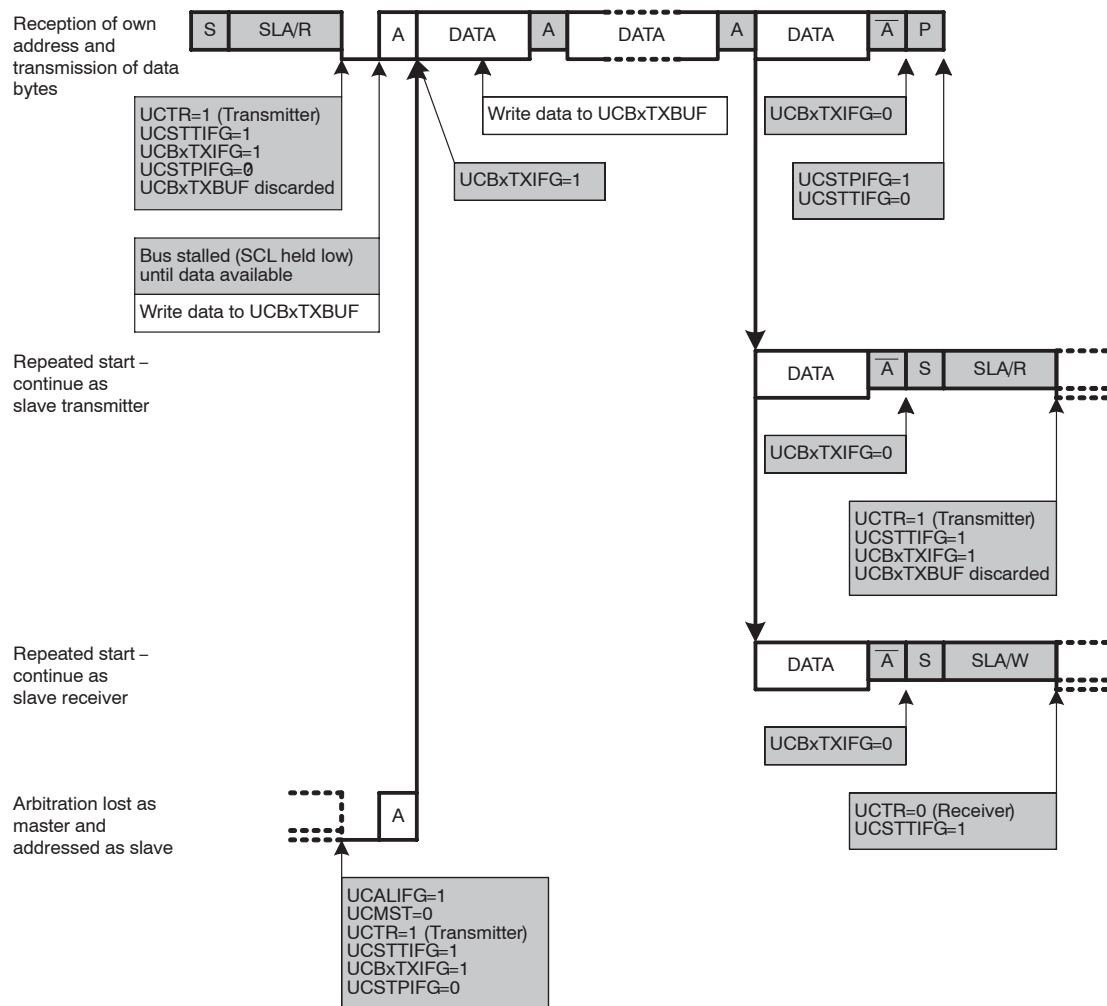 Reception of own
address and
transmission of data
bytes
S SLA/R A DATA A DATA A DATA A̅ P
UCTR=1 (Transmitter)
UCSTTIFG=1
UCBxTXIFG=1
UCSTPIFG=0
UCBxTXBUF discarded
Write data to UCBxTXBUF
UCBxTXIFG=1
UCBxTXIFG=0
UCSTPIFG=1
UCSTTIFG=0
Bus stalled (SCL held low)
until data available
Write data to UCBxTXBUF
Repeated start –
continue as
slave transmitter
DATA A̅ S SLA/R
UCBxTXIFG=0
UCTR=1 (Transmitter)
UCSTTIFG=1
UCBxTXIFG=1
UCBxTXBUF discarded
Repeated start –
continue as
slave receiver
DATA A̅ S SLA/W
UCBxTXIFG=0
UCTR=0 (Receiver)
UCSTTIFG=1
Arbitration lost as
master and
addressed as slave
A
UCALIFG=1
UCMST=0
UCTR=1 (Transmitter)
UCSTTIFG=1
UCBxTXIFG=1
UCSTPIFG=0